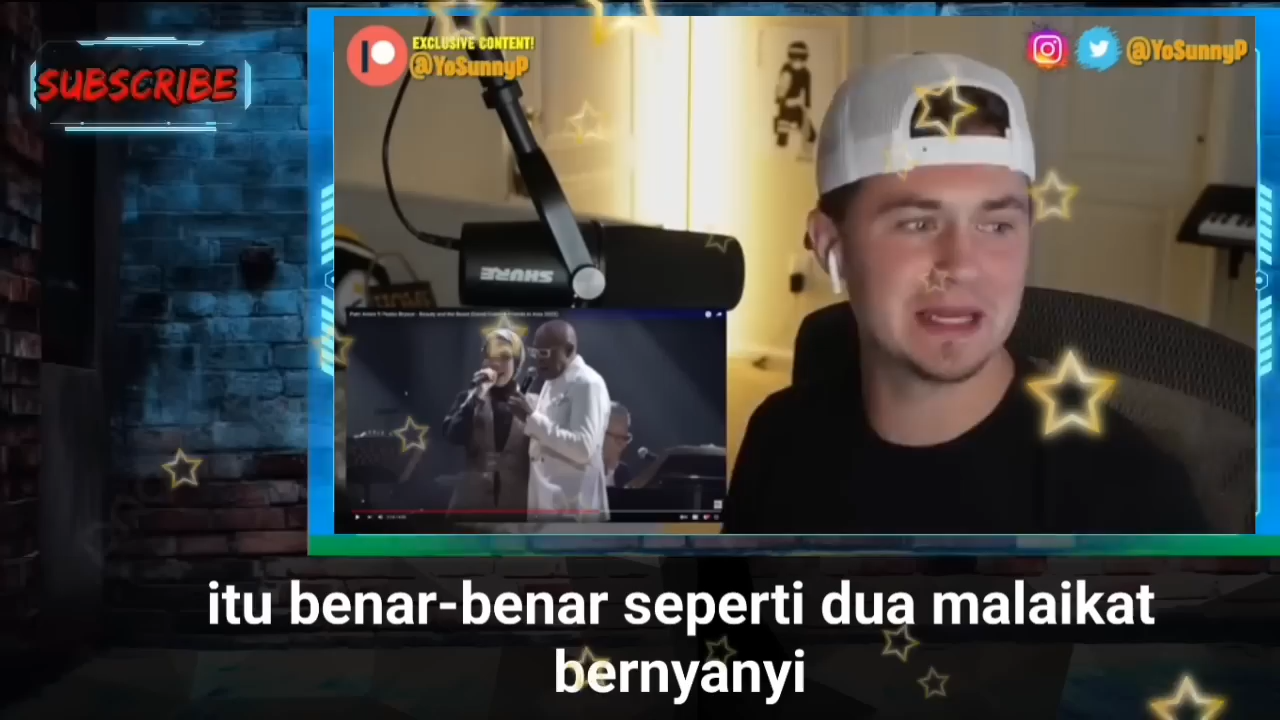 SUBSCRIBE
EXCLUSIVE CONTENT!
@YoSunnyP
@YoSunnyP
SHURE
itu benar-benar seperti dua malaikat
bernyanyi